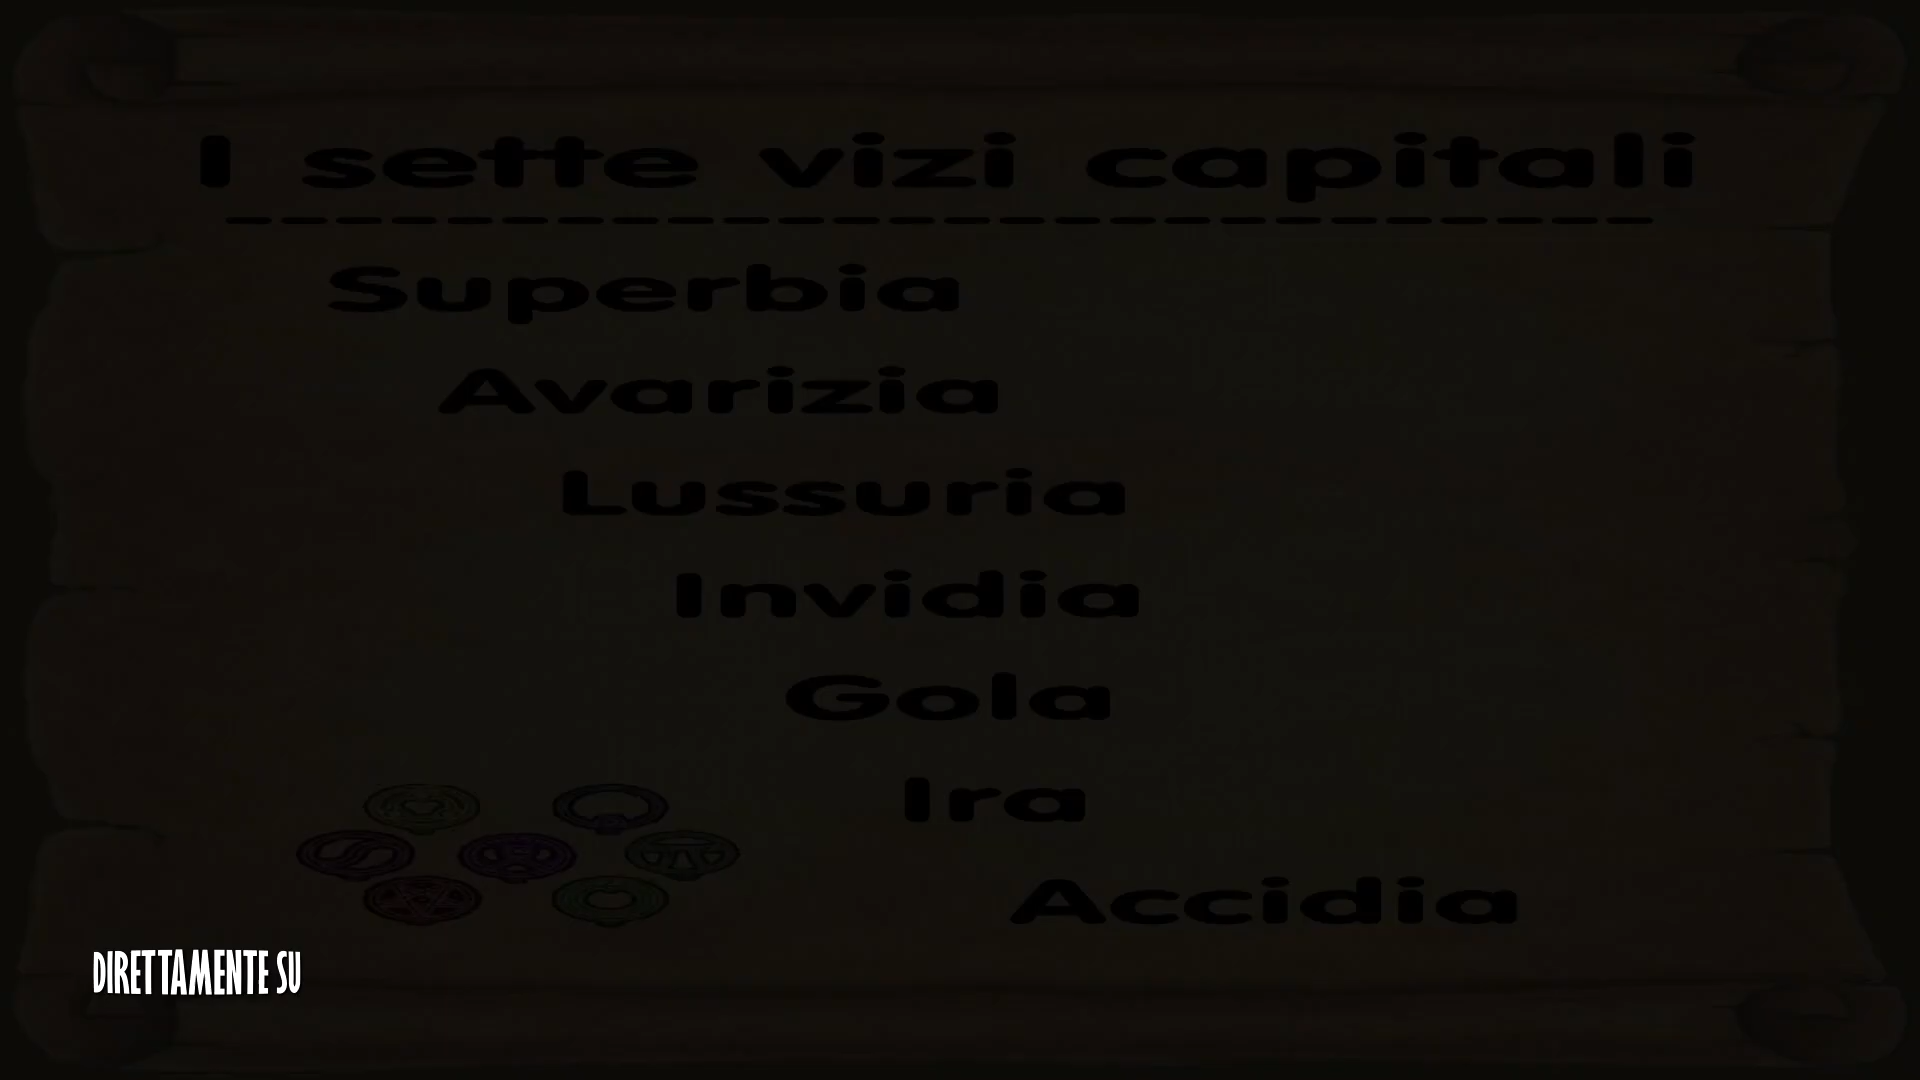 I sette vizi capitali
--------------------------
Superbia
Avarizia
Lussuria
Invidia
Gola
Ira
Accidia
DIRETTAMENTE SU